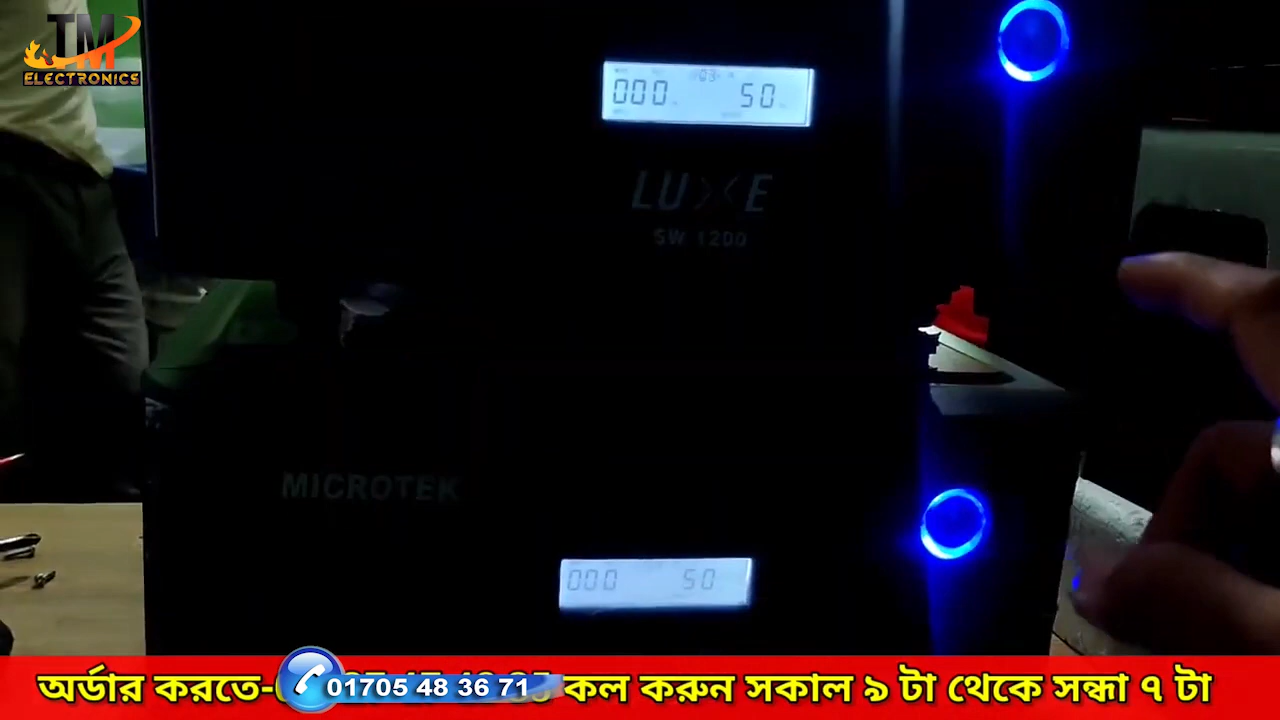 TM
ELECTRONICS
03
000 50
LUXE
SW 1200
MICROTEK
000 50
অর্ডার করতে- 01705 48 36 71 কল করুন সকাল ৯ টা থেকে সন্ধা ৭ টা